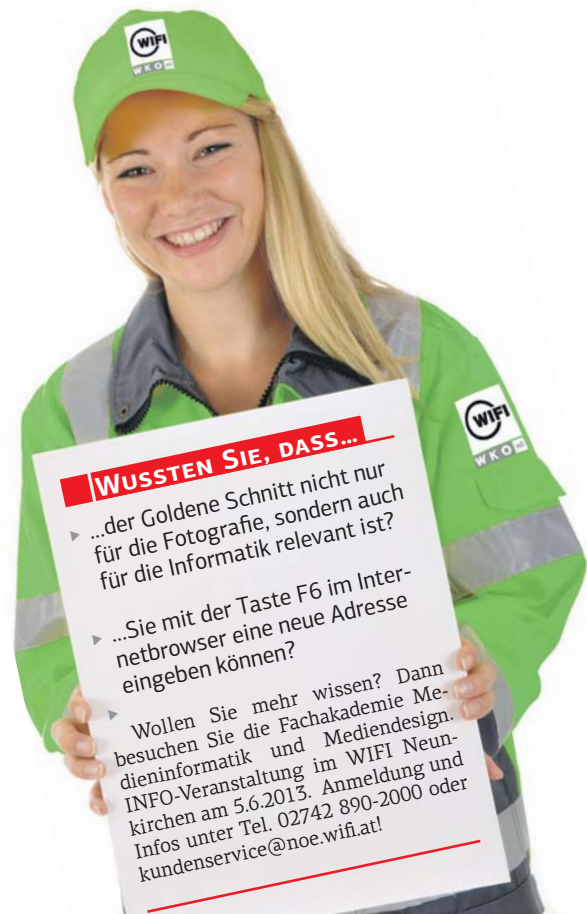 WIFI
WKO nö
WIFI
WKO nö
WUSSTEN SIE, DASS...
...der Goldene Schnitt nicht nur
für die Fotografie, sondern auch
für die Informatik relevant ist?
...Sie mit der Taste F6 im Inter-
netbrowser eine neue Adresse
eingeben können?
Wollen Sie mehr wissen? Dann
besuchen Sie die Fachakademie Me-
dieninformatik und Mediendesign.
INFO-Veranstaltung im WIFI Neun-
kirchen am 5.6.2013. Anmeldung und
Infos unter Tel. 02742 890-2000 oder
kundenservice@noe.wifi.at!